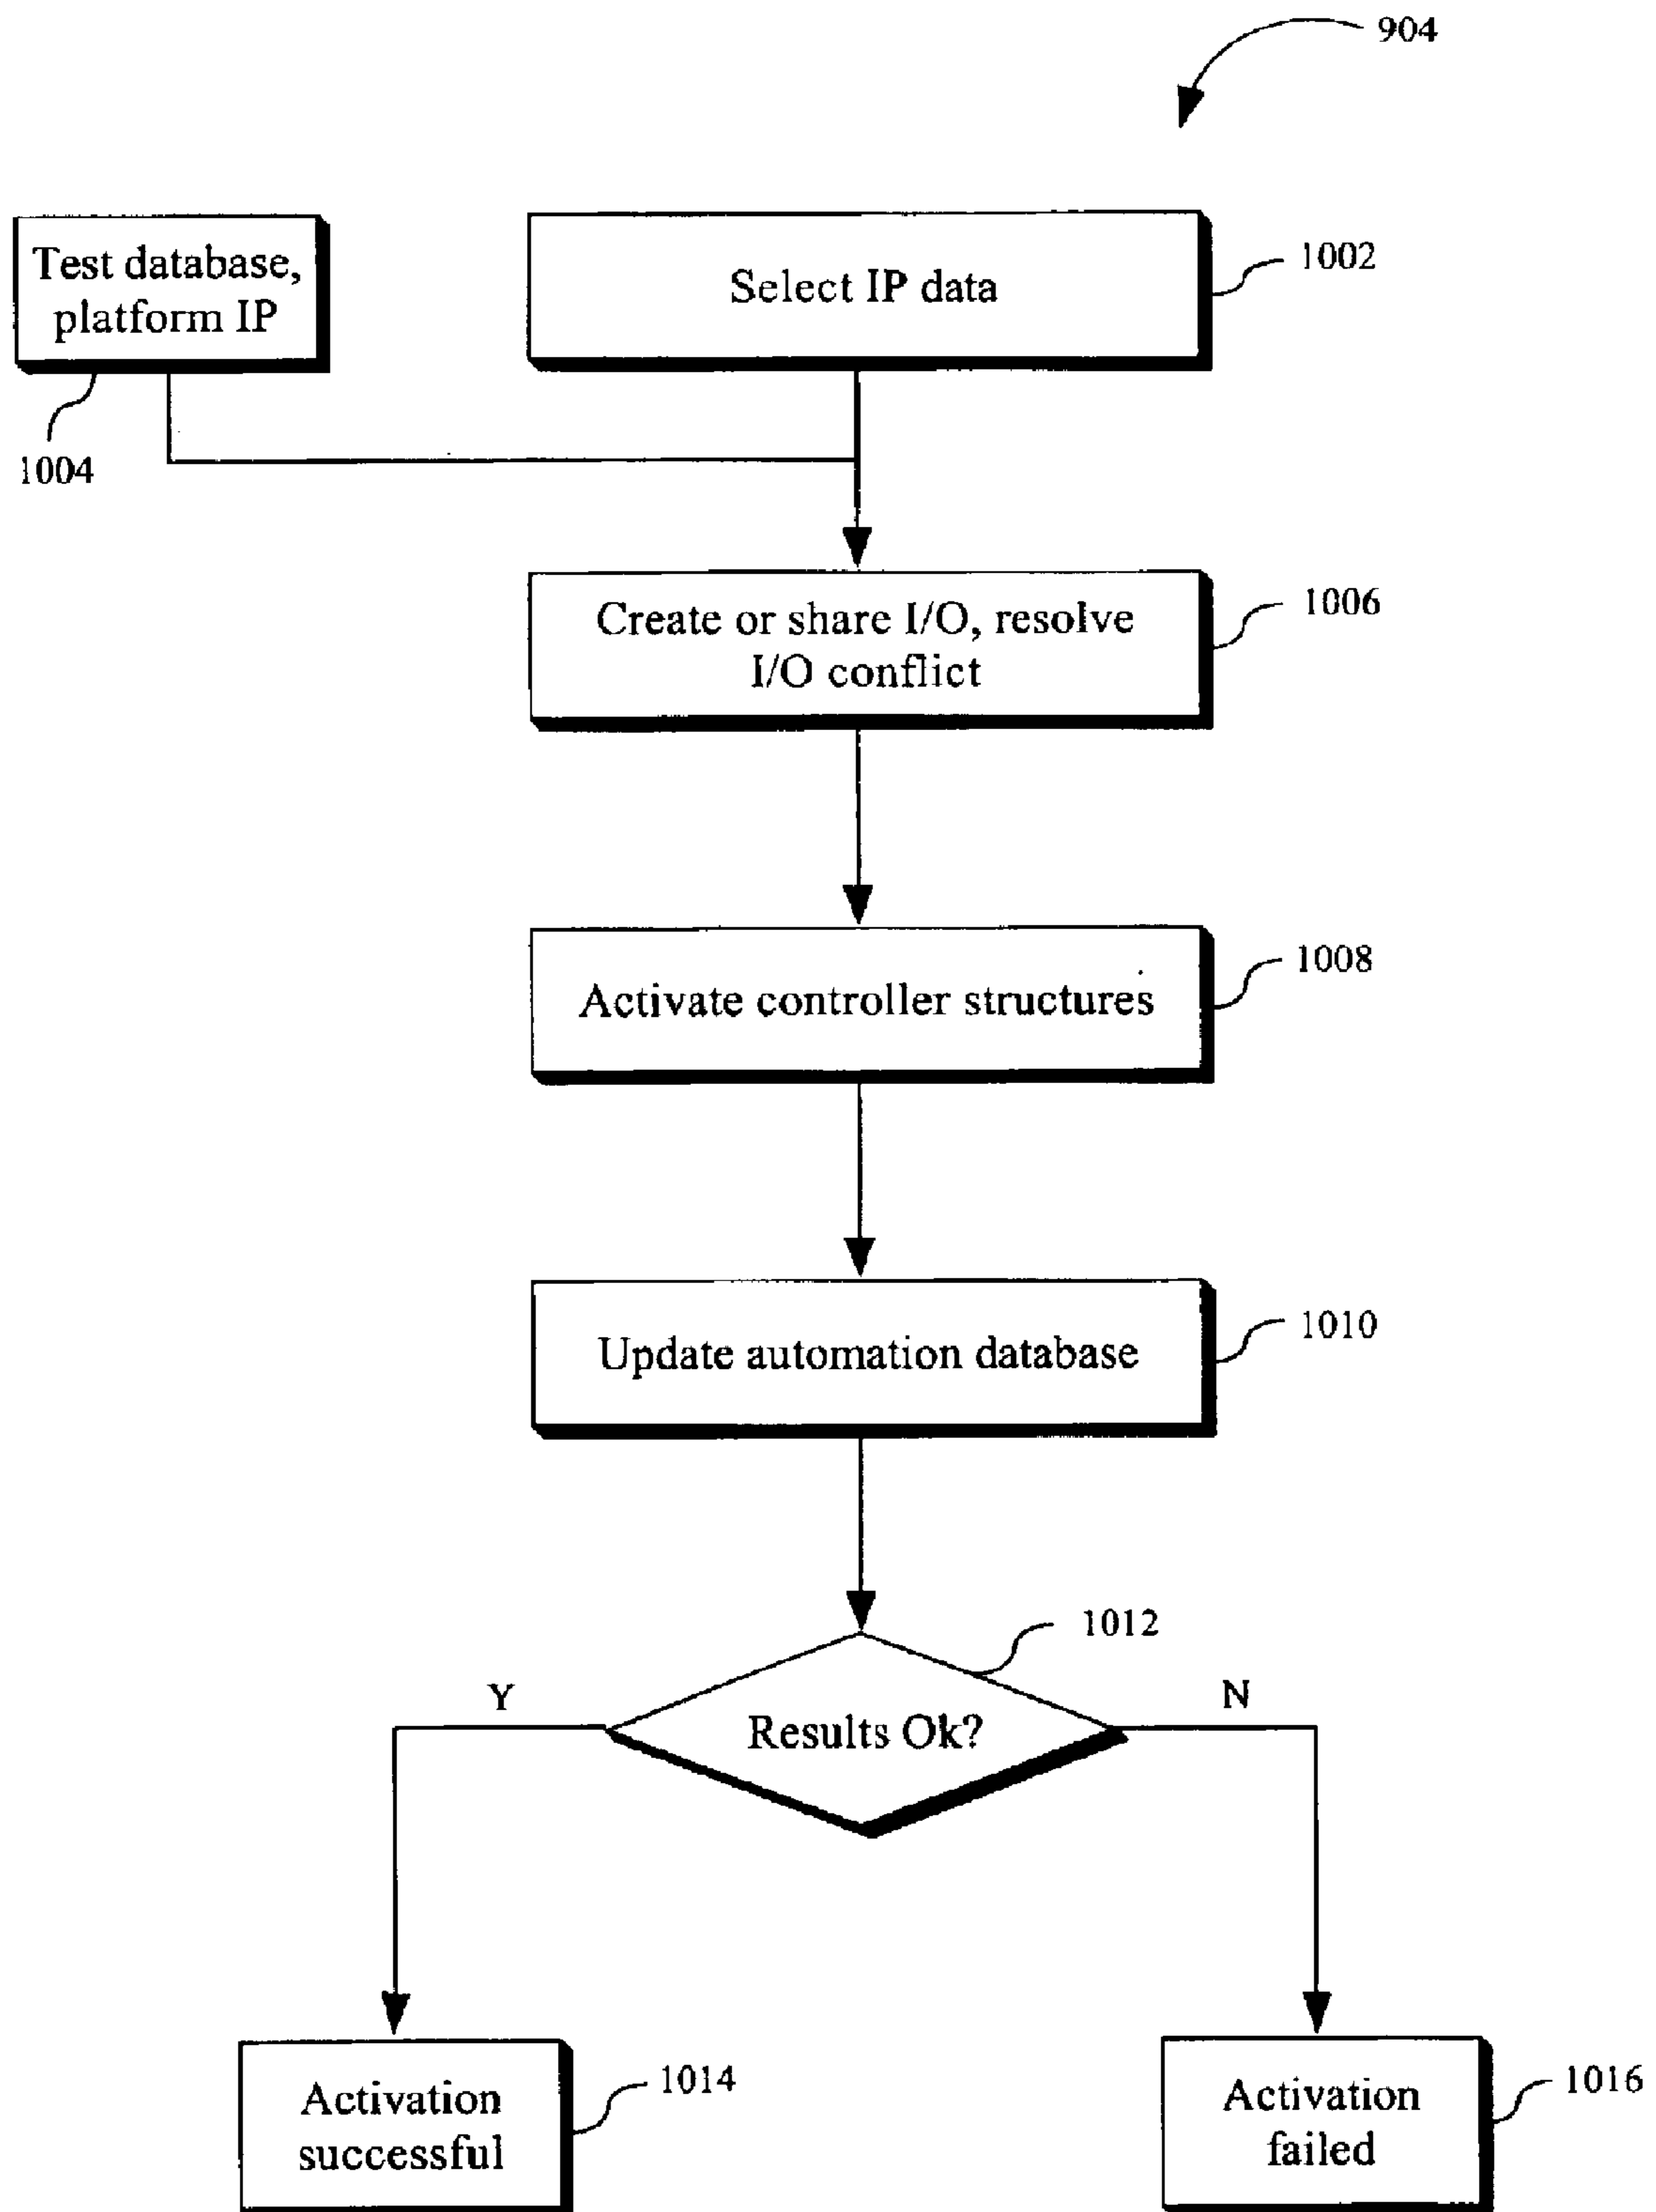 904
Test database,
platform IP
1004
Select IP data
1002
Create or share I/O, resolve
I/O conflict
1006
Activate controller structures
1008
Update automation database
1010
1012
Results Ok?
Y
N
Activation
successful
1014
Activation
failed
1016